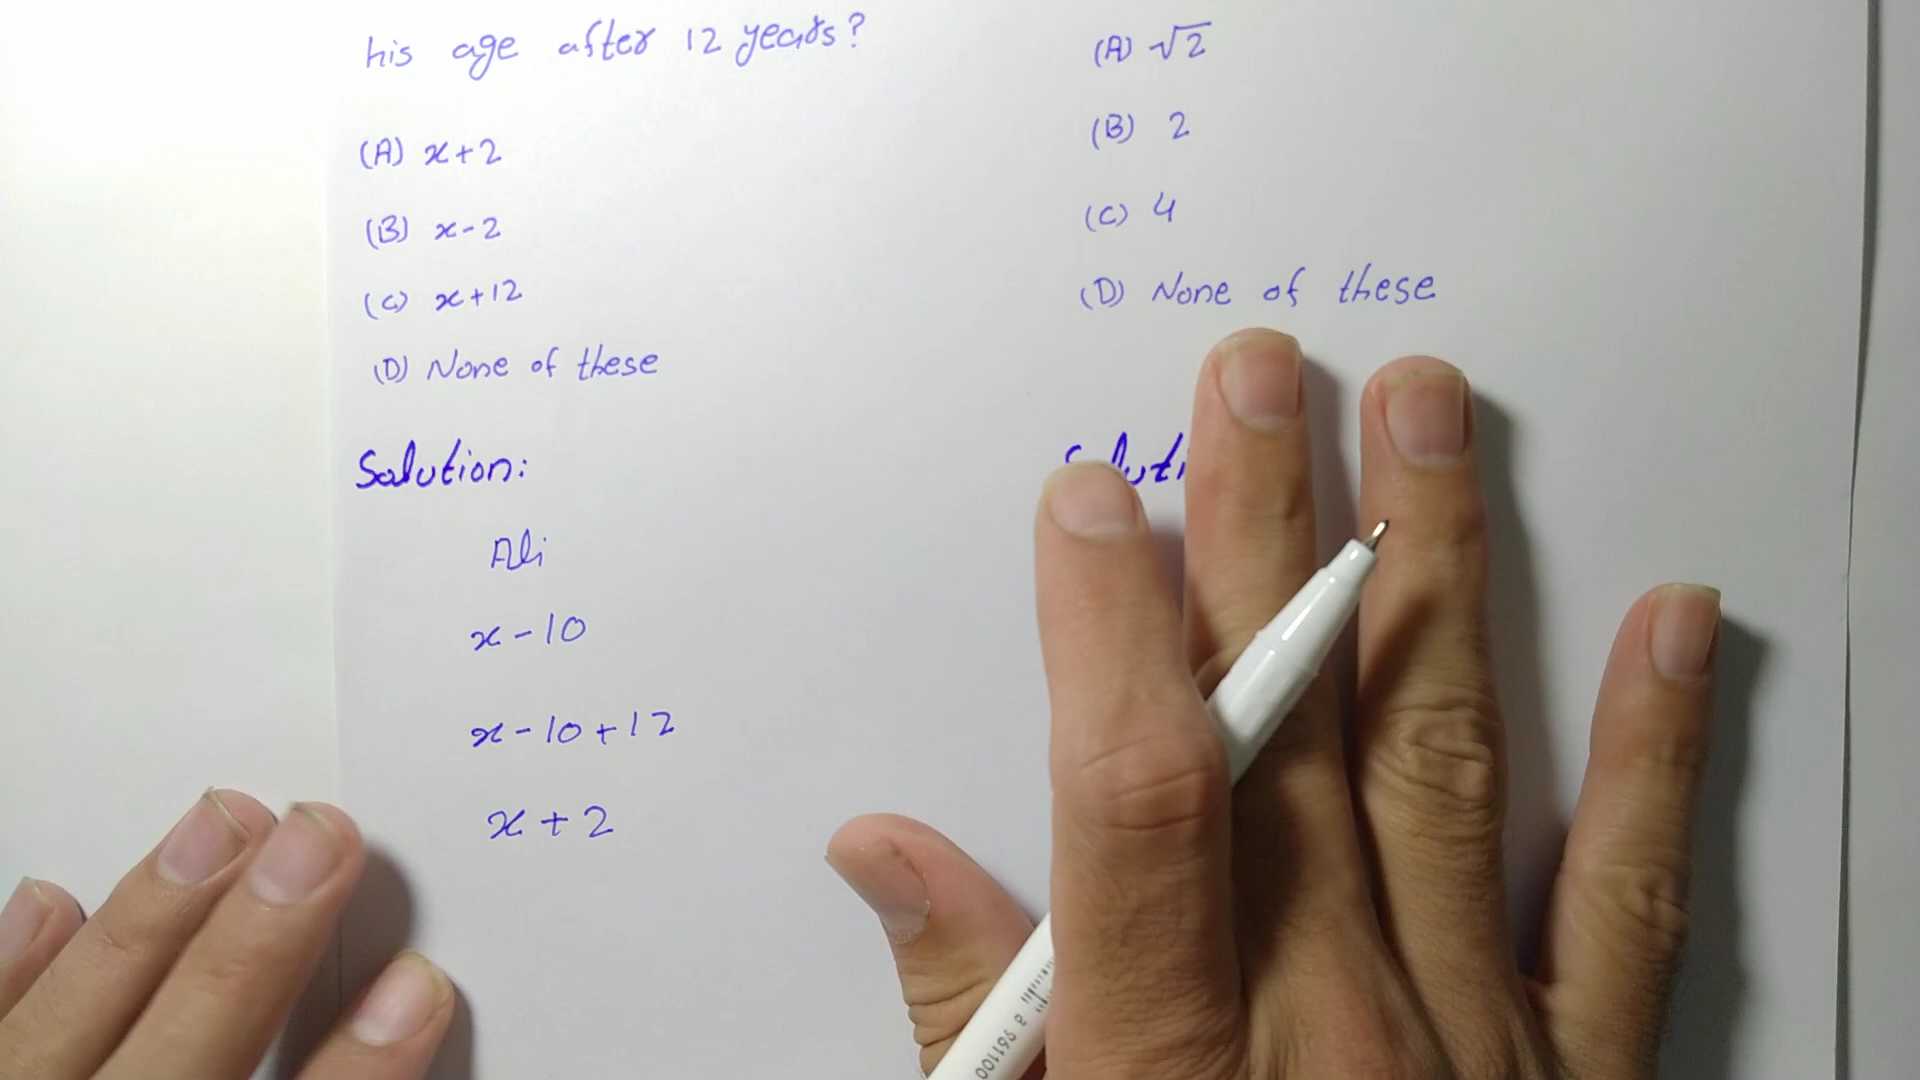 his age after 12 years?
(A) x+2
(B) x-2
(C) x+12
(D) None of these
Solution:
Ali
x-10
x-10+12
x+2
(A) √2
(B) 2
(C) 4
(D) None of these